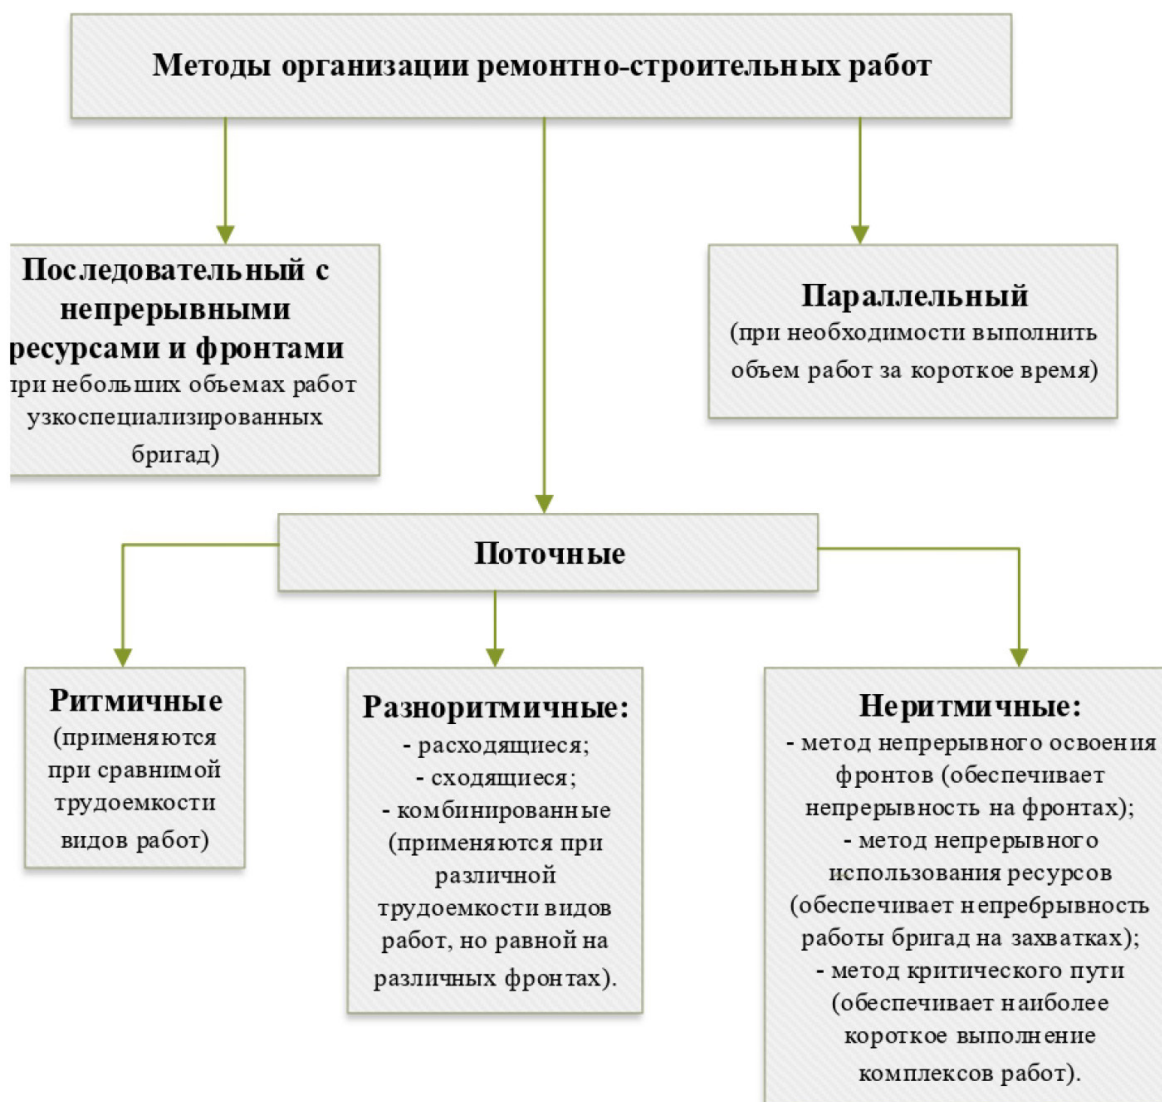 Методы организации ремонтно-строительных работ
Последовательный с
непрерывными
ресурсами и фронтами
при небольших объемах работ
узкоспециализированных
бригад)
Параллельный
(при необходимости выполнить
объем работ за короткое время)
Поточные
Ритмичные
(применяются
при сравнимой
трудоемкости
видов работ)
Разноритмичные:
- расходящиеся;
- сходящиеся;
- комбинированные
(применяются при
различной
трудоемкости видов
работ, но равной на
различных фронтах).
Неритмичные:
- метод непрерывного освоения
фронтов (обеспечивает
непрерывность на фронтах);
- метод непрерывного
использования ресурсов
(обеспечивает непребрывность
работы бригад на захватках);
- метод критического пути
(обеспечивает наиболее
короткое выполнение
комплексов работ).